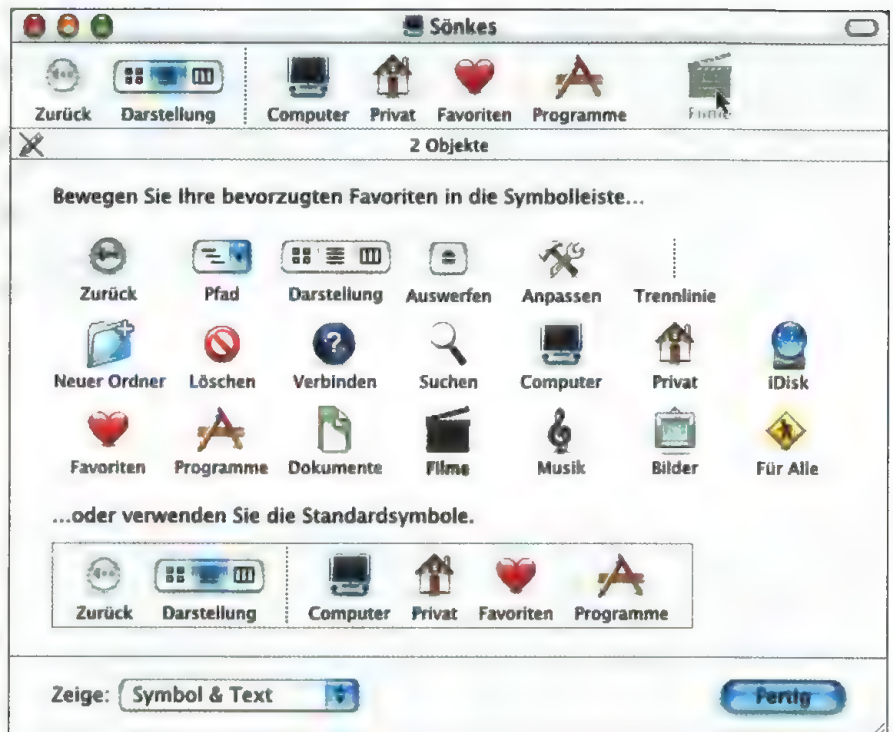 Sönkes
Zurück Darstellung Computer Privat Favoriten Programme Filme
2 Objekte
Bewegen Sie Ihre bevorzugten Favoriten in die Symbolleiste...
Zurück Pfad Darstellung Auswerfen Anpassen Trennlinie
Neuer Ordner Löschen Verbinden Suchen Computer Privat iDisk
Favoriten Programme Dokumente Filme Musik Bilder Für Alle
...oder verwenden Sie die Standardsymbole.
Zurück Darstellung Computer Privat Favoriten Programme
Zeige: Symbol & Text Fertig